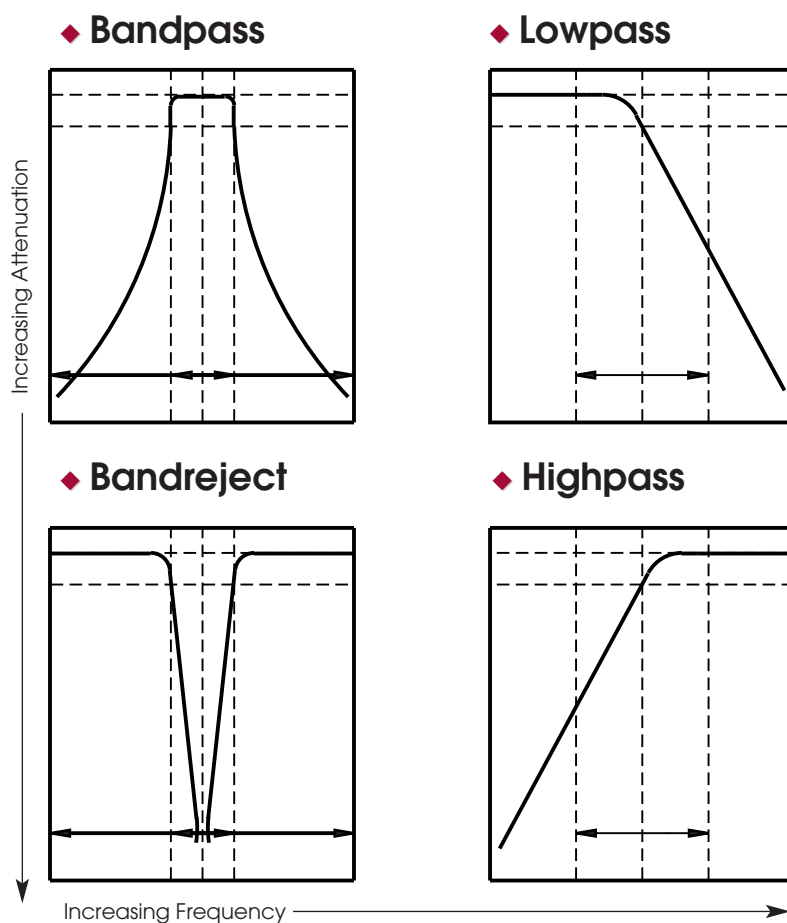 Bandpass
Lowpass
Increasing Attenuation
Bandreject
Highpass
Increasing Frequency